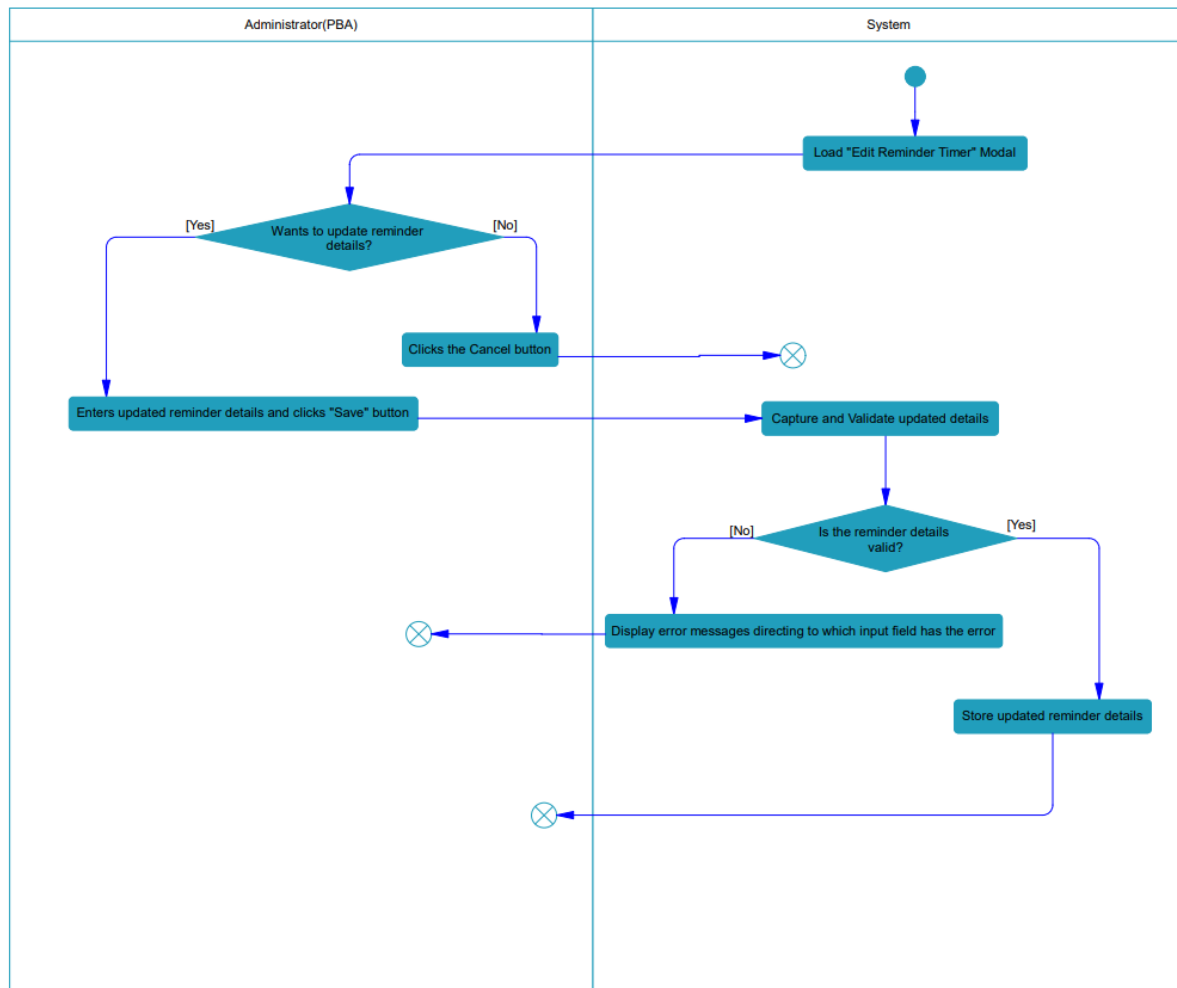 Administrator(PBA)
System
Load "Edit Reminder Timer" Modal
[Yes]
Wants to update reminder
details?
[No]
Clicks the Cancel button
Enters updated reminder details and clicks "Save" button
Capture and Validate updated details
[No]
Is the reminder details
valid?
[Yes]
Display error messages directing to which input field has the error
Store updated reminder details